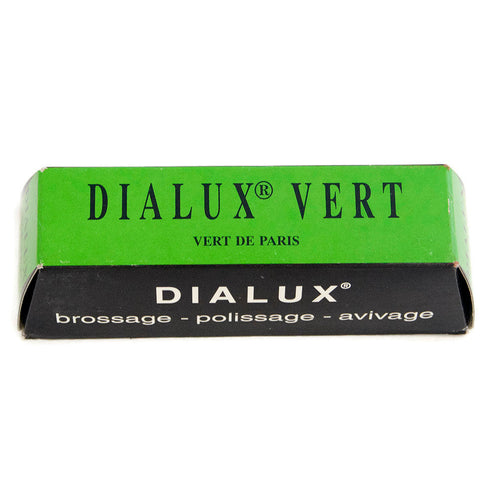 DIALUX® VERT
VERT DE PARIS
DIALUX®
brossage - polissage - avivage